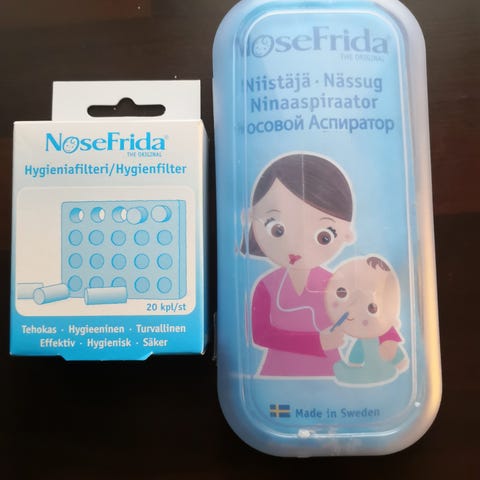 NoseFrida®
THE ORIGINAL
Hygieniafilteri/Hygienfilter
20 kpl/st
Tehokas · Hygieeninen · Turvallinen
Effektiv · Hygienisk · Säker
NoseFrida®
THE ORIGINAL
Niistäjä · Nässug
Ninaaspiraator
Носовой Аспиратор
Made in Sweden